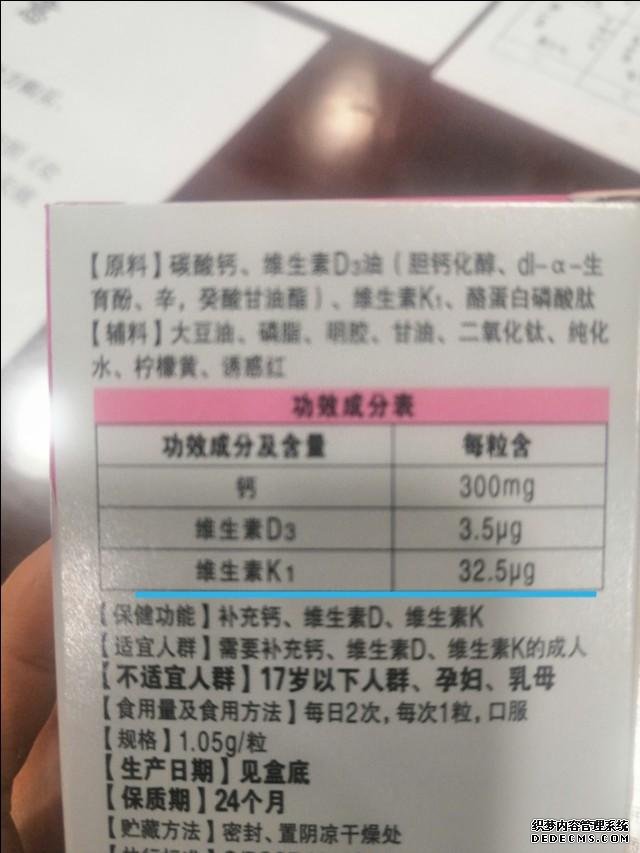 【原料】碳酸钙、维生素D3油（胆钙化醇、dl-α-生
育酚、辛，癸酸甘油酯）、维生素K1、酪蛋白磷酸肽
【辅料】大豆油、磷脂、明胶、甘油、二氧化钛、纯化
水、柠檬黄、诱惑红
功效成分表
功效成分及含量 每粒含
钙 300mg
维生素D3 3.5μg
维生素K1 32.5μg
【保健功能】补充钙、维生素D、维生素K
【适宜人群】需要补充钙、维生素D、维生素K的成人
【不适宜人群】17岁以下人群、孕妇、乳母
【食用量及食用方法】每日2次，每次1粒，口服
【规格】1.05g/粒
【生产日期】见盒底
【保质期】24个月
【贮藏方法】密封、置阴凉干燥处
织梦内容管理系统
DEDECMS.COM